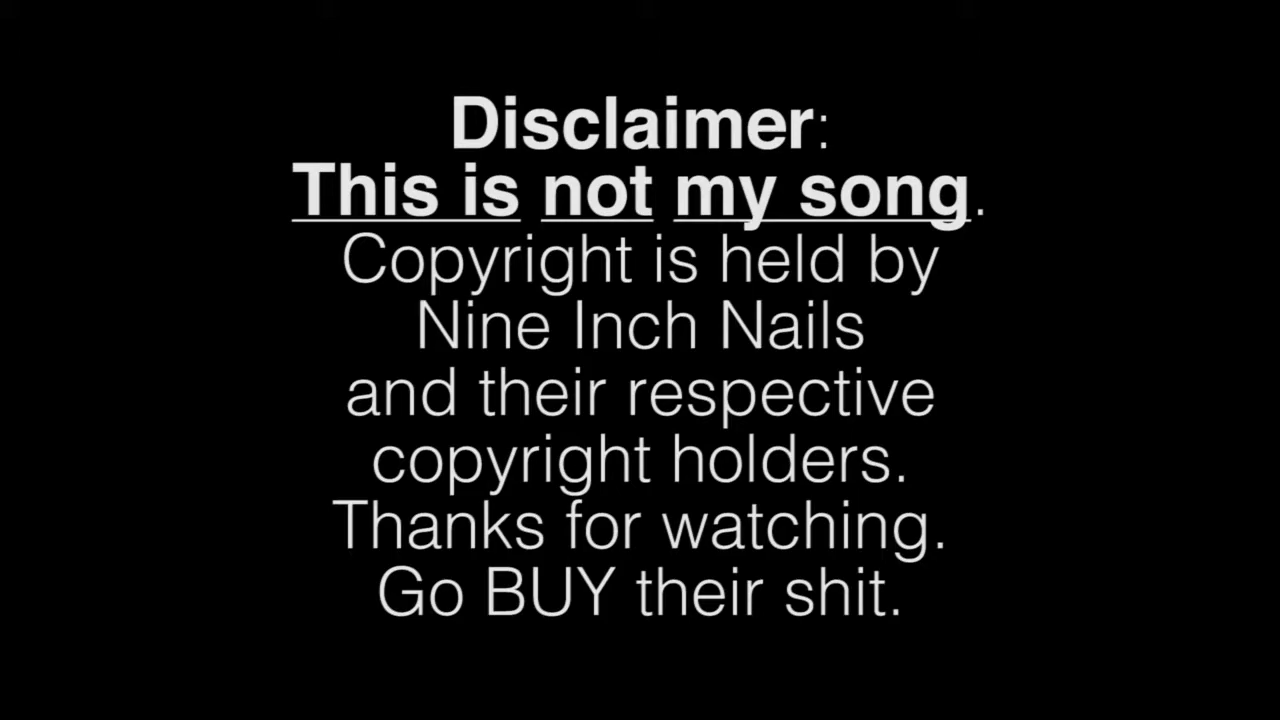 Disclaimer:
This is not my song.
Copyright is held by
Nine Inch Nails
and their respective
copyright holders.
Thanks for watching.
Go BUY their shit.